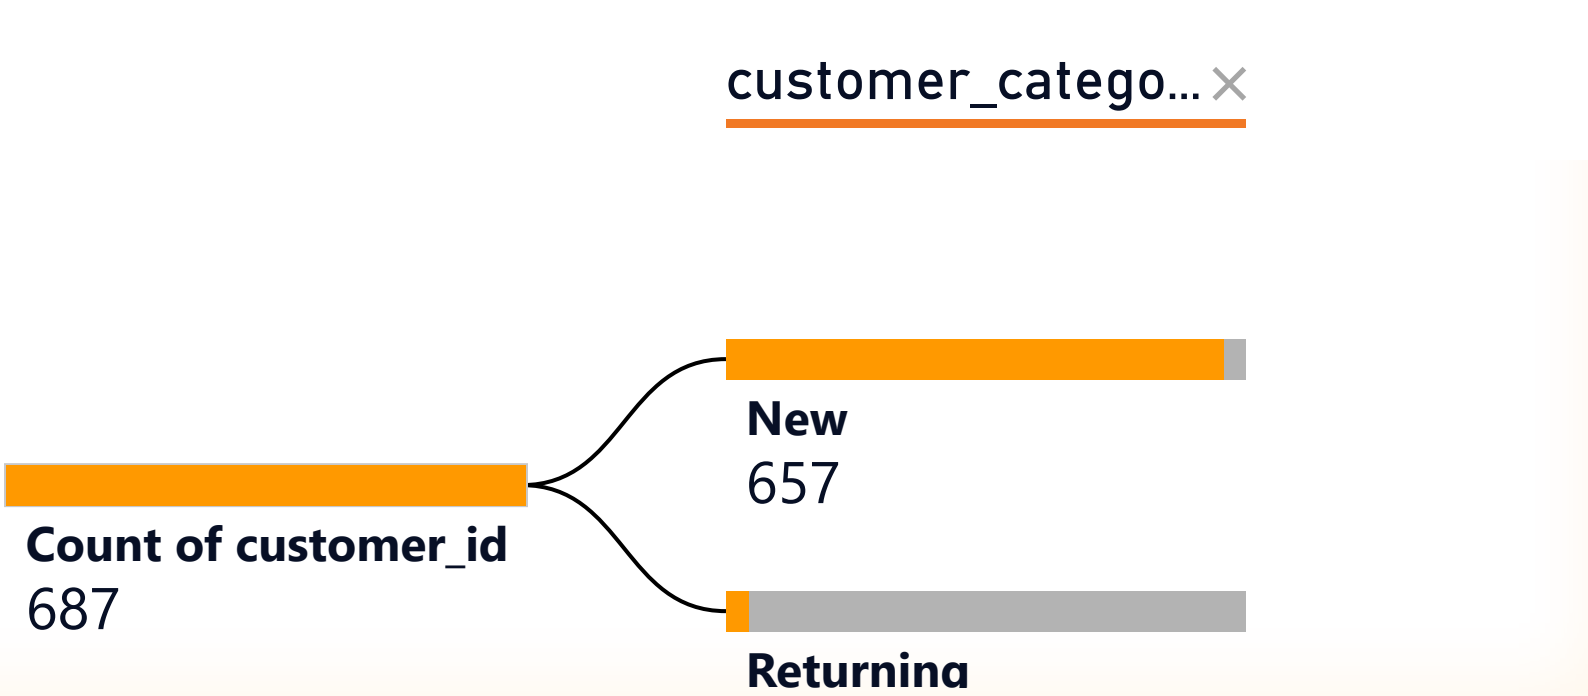 customer_catego...
New
657
Count of customer_id
687
Returning